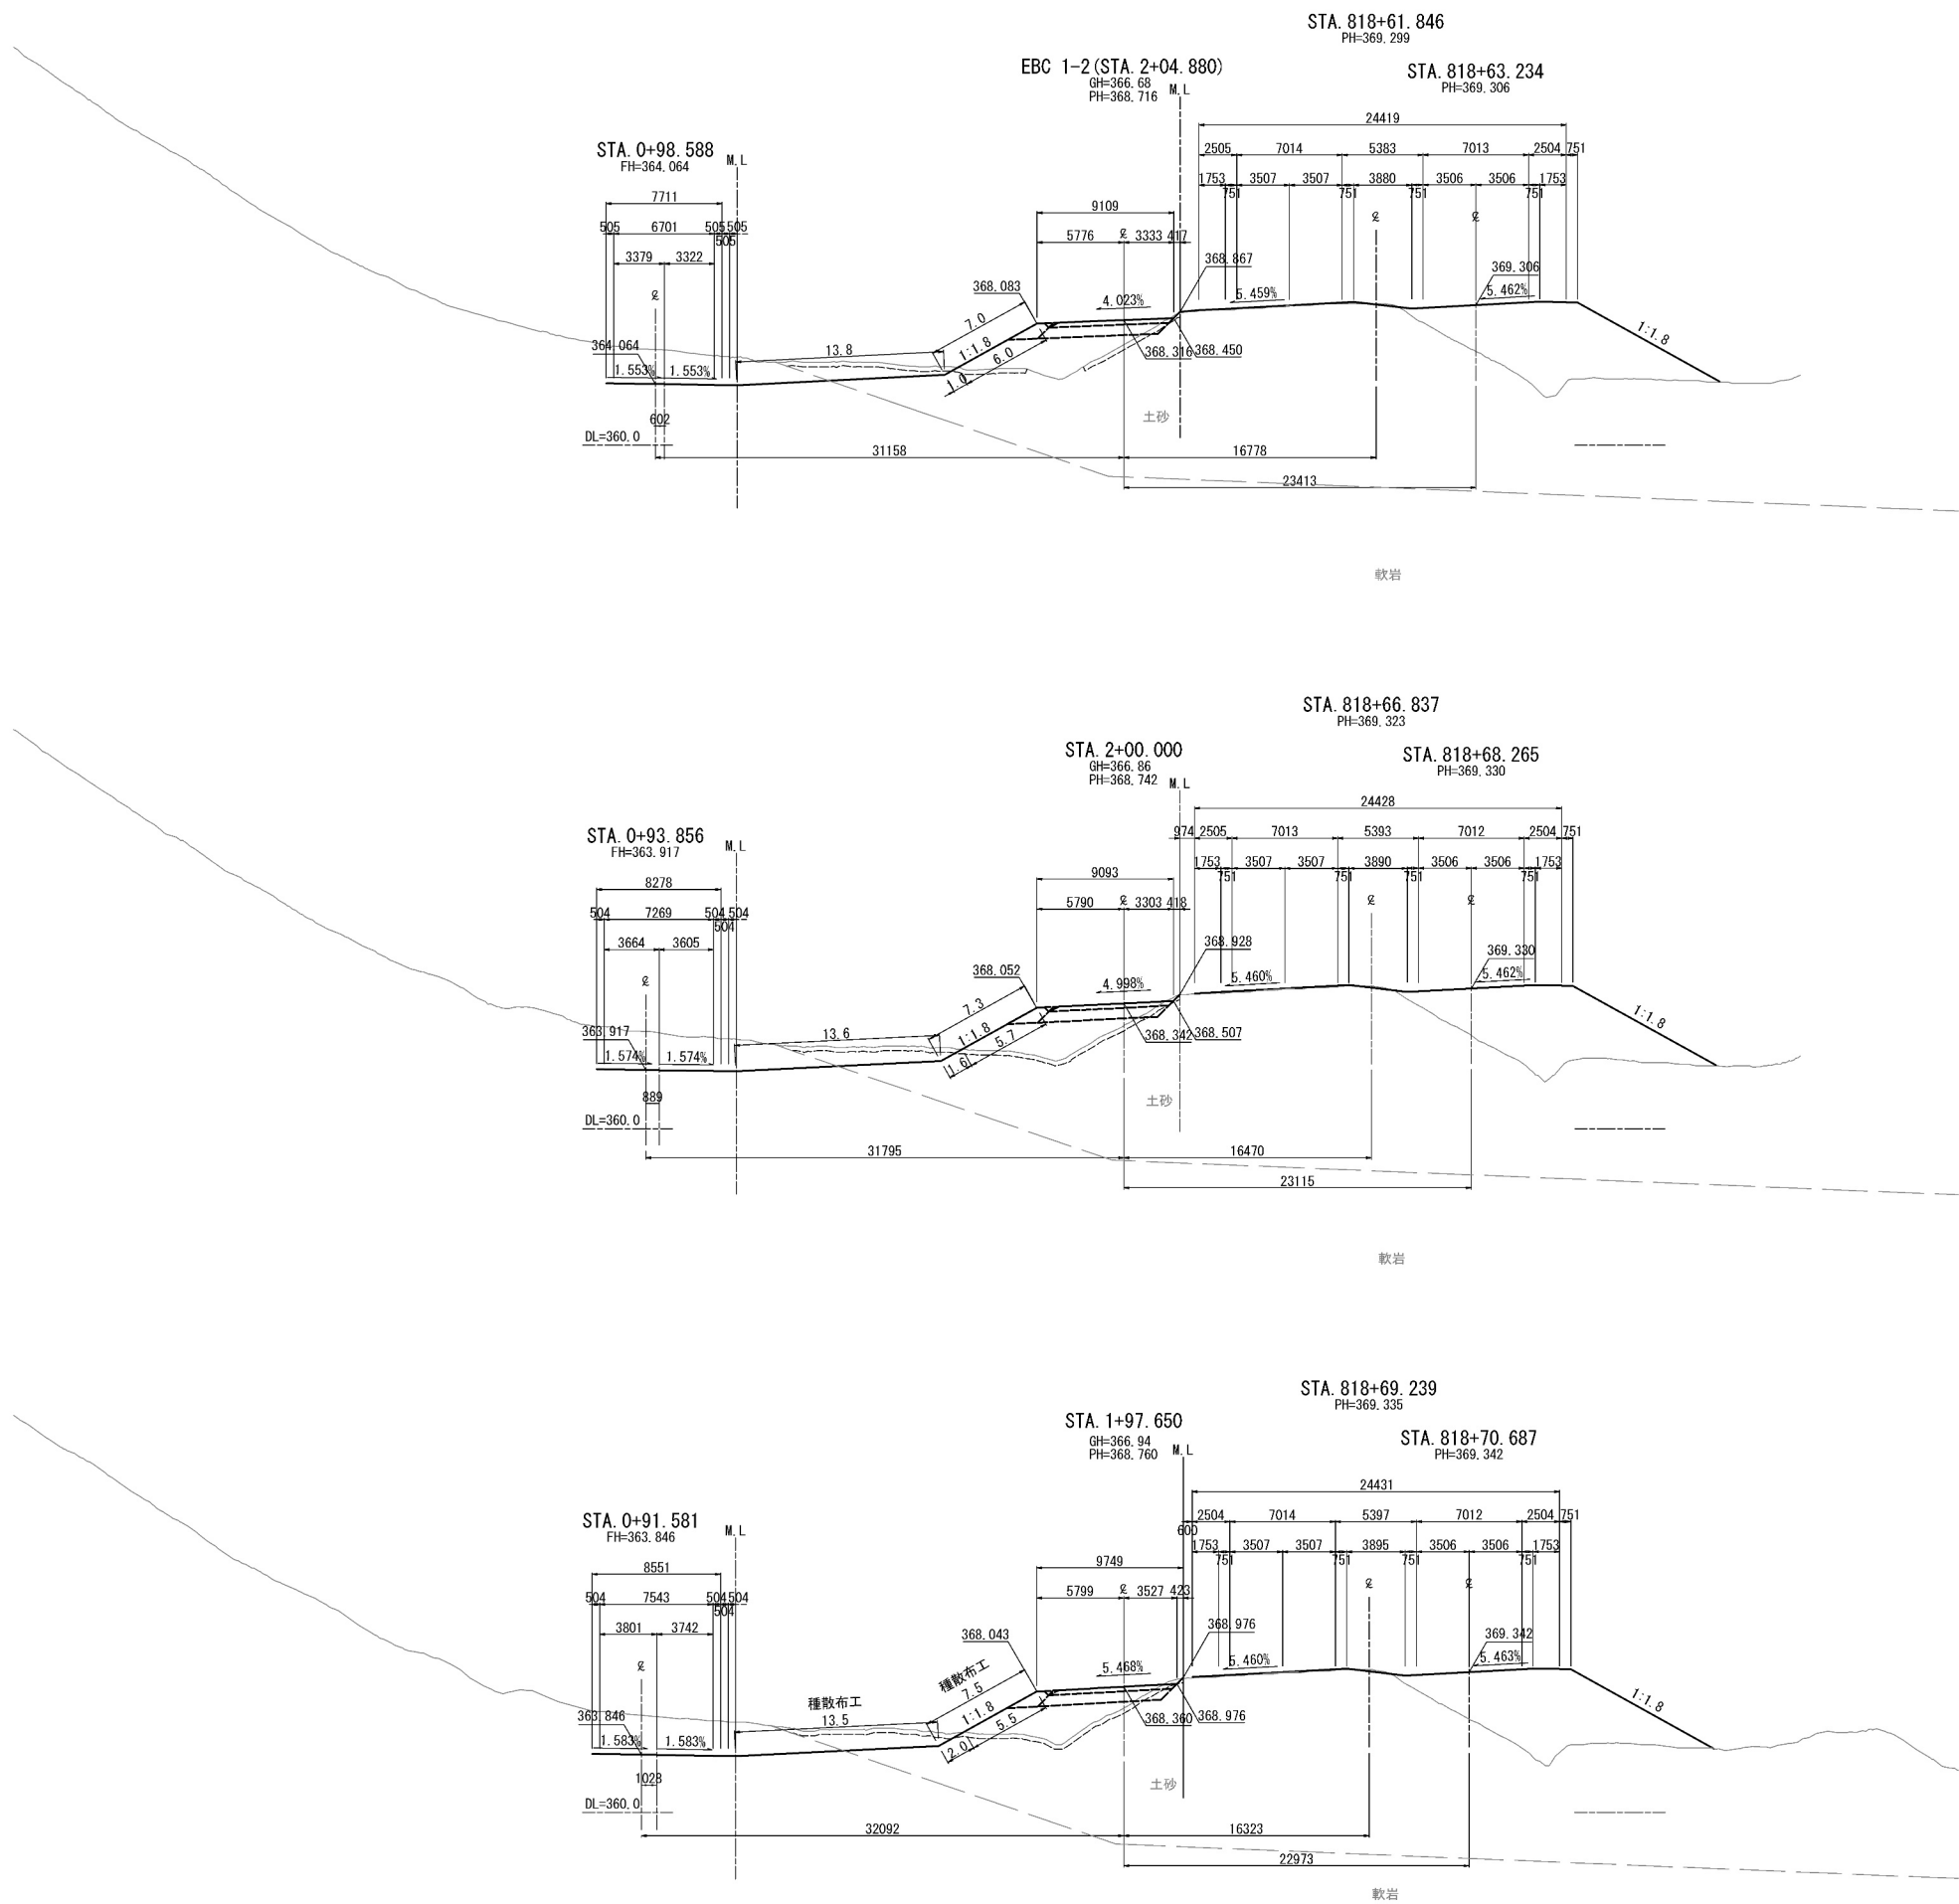 STA. 818+61.846
PH=369.299
EBC 1-2(STA. 2+04.880)
GH=366.68
PH=368.716
M.L
STA. 818+63.234
PH=369.306
24419
STA. 0+98.588
FH=364.064
M.L
2505 7014 5383 7013 2504 751
1753 751 3507 3507 751 3880 751 3506 3506 751 1753
7711
9109
505 6701 505 505 505
5776 3333 417
3379 3322
368.867
369.306
368.083
5.459%
5.462%
4.023%
7.0
1:1.8
1:1.8
364.064
13.8
6.0
368.316
368.450
1.553% 1.553%
1.0
602
土砂
DL=360.0
31158 16778
23413
軟岩
STA. 818+66.837
PH=369.323
STA. 2+00.000
GH=366.86
PH=368.742
M.L
STA. 818+68.265
PH=369.330
24428
STA. 0+93.856
FH=363.917
M.L
974 2505 7013 5393 7012 2504 751
1753 751 3507 3507 751 3890 751 3506 3506 751 1753
8278
9093
504 7269 504 504 504
5790 3303 418
3664 3605
368.928
369.330
368.052
5.460%
5.462%
4.998%
7.3
1:1.8
1:1.8
363.917
13.6
5.7
368.342
368.507
1.574% 1.574%
1.6
889
土砂
DL=360.0
31795 16470
23115
軟岩
STA. 818+69.239
PH=369.335
STA. 1+97.650
GH=366.94
PH=368.760
M.L
STA. 818+70.687
PH=369.342
24431
STA. 0+91.581
FH=363.846
M.L
600 2504 7014 5397 7012 2504 751
1753 751 3507 3507 751 3895 751 3506 3506 751 1753
8551
9749
504 7543 504 504 504
5799 3527 423
3801 3742
368.976
369.342
368.043
5.460%
5.463%
5.468%
種散布工
7.5
1:1.8
1:1.8
363.846
種散布工
13.5
5.5
368.360
368.976
1.583% 1.583%
2.0
1028
土砂
DL=360.0
32092 16323
22973
軟岩